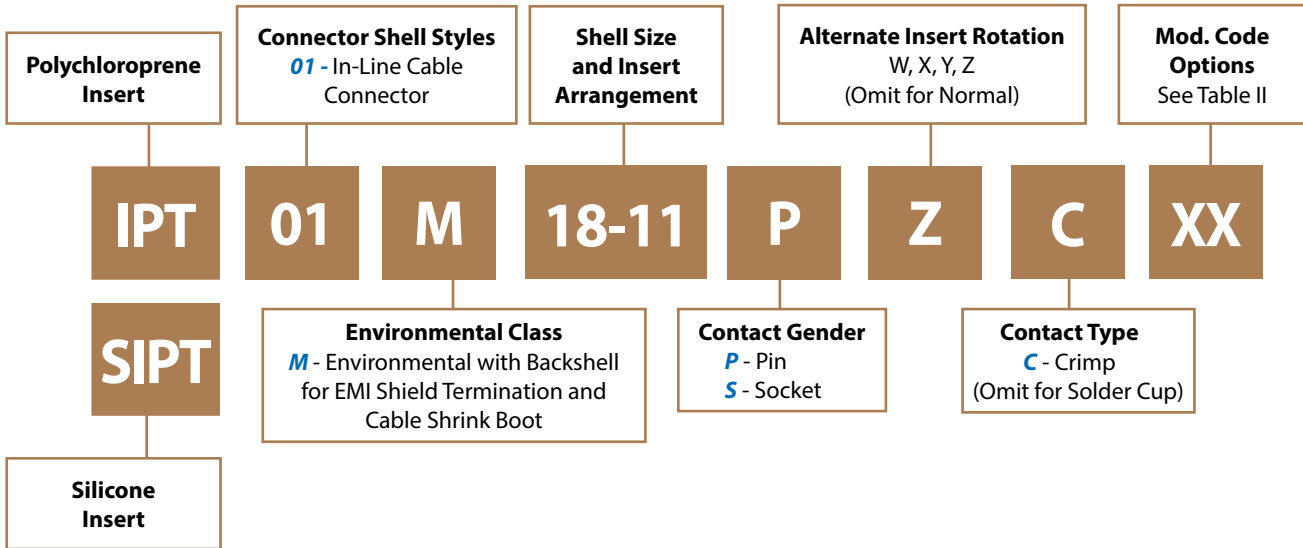 Polychloroprene
Insert
Connector Shell Styles
01 - In-Line Cable
Connector
Shell Size
and Insert
Arrangement
Alternate Insert Rotation
W, X, Y, Z
(Omit for Normal)
Mod. Code
Options
See Table II
IPT
01
M
18-11
P
Z
C
XX
SIPT
Environmental Class
M - Environmental with Backshell
for EMI Shield Termination and
Cable Shrink Boot
Contact Gender
P - Pin
S - Socket
Contact Type
C - Crimp
(Omit for Solder Cup)
Silicone
Insert